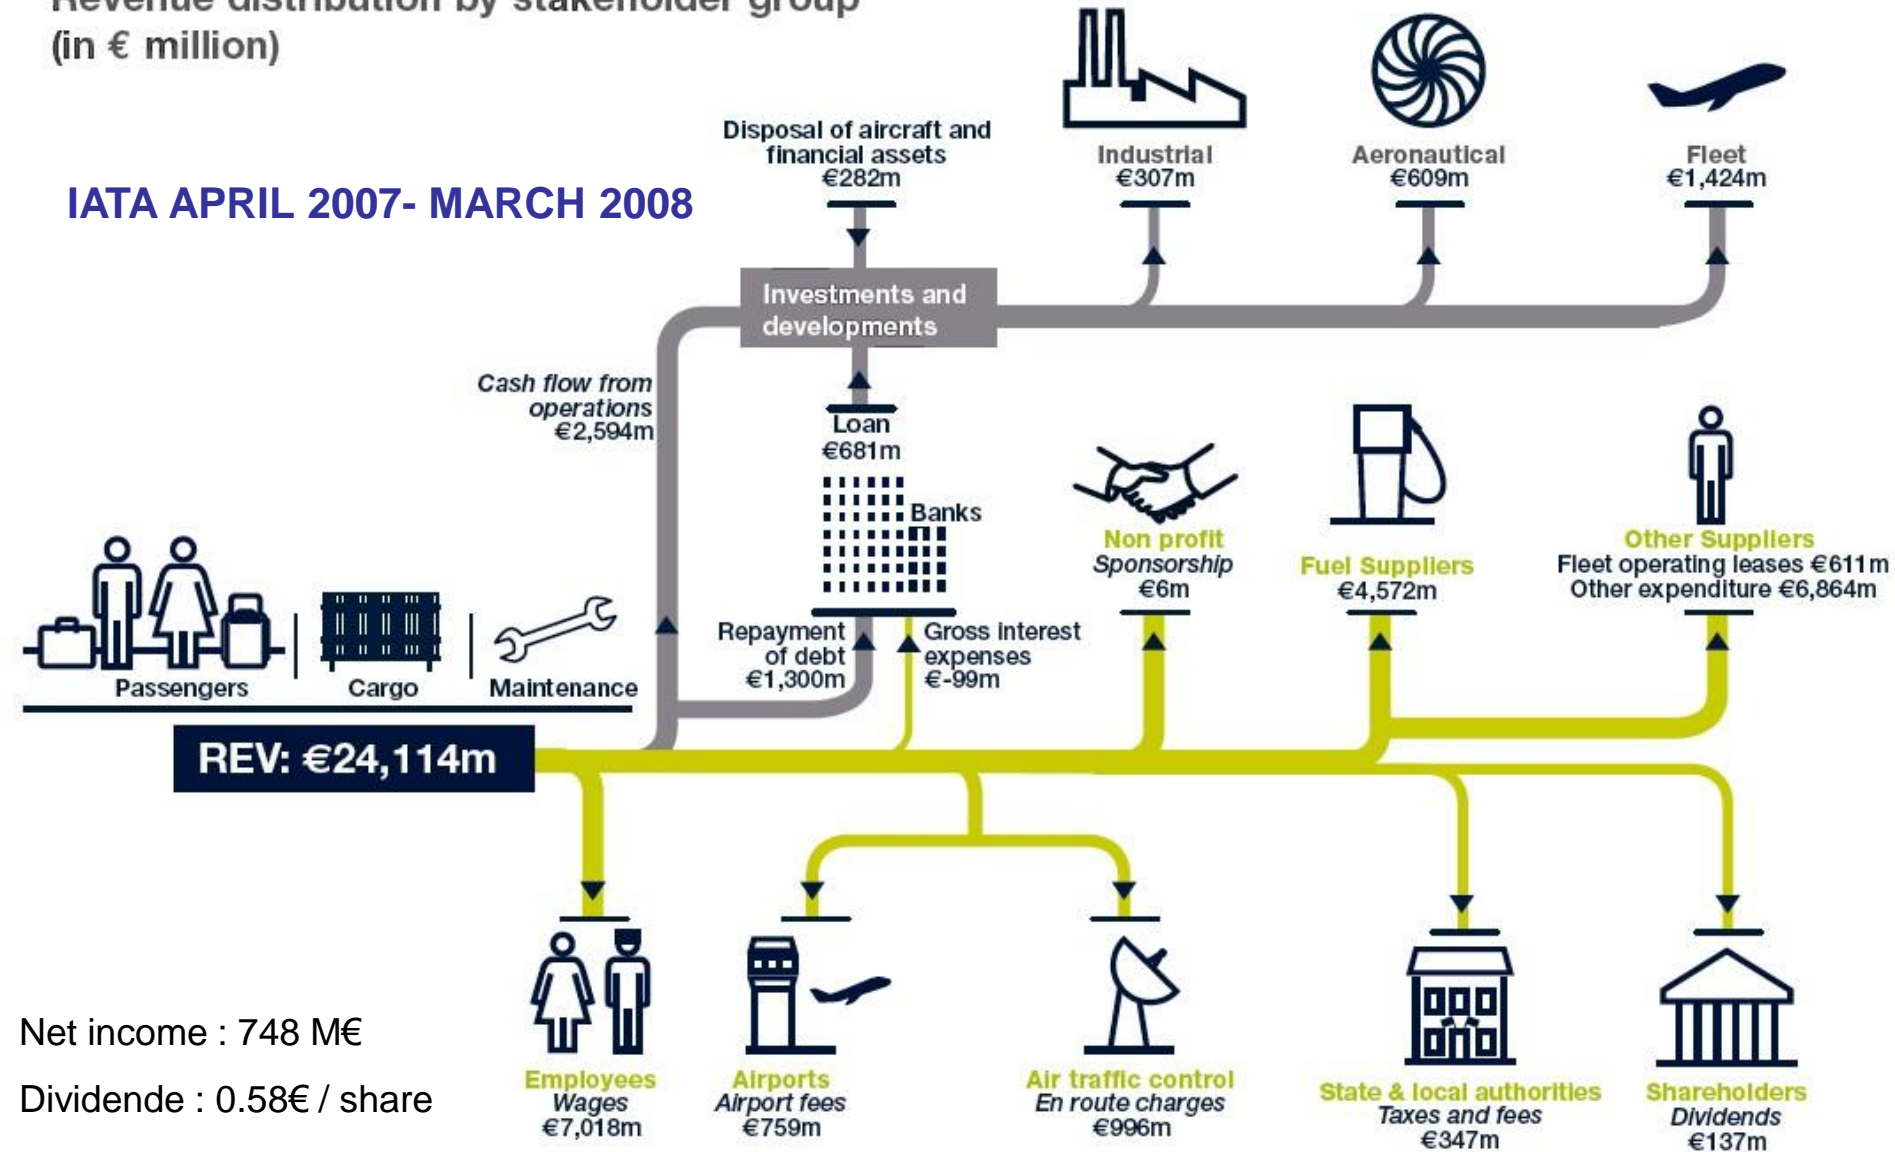 Revenue distribution by stakeholder group
(in € million)
IATA APRIL 2007- MARCH 2008
Disposal of aircraft and
financial assets
€282m
Industrial
€307m
Aeronautical
€609m
Fleet
€1,424m
Investments and
developments
Cash flow from
operations
€2,594m
Loan
€681m
Banks
Non profit
Sponsorship
€6m
Fuel Suppliers
€4,572m
Other Suppliers
Fleet operating leases €611m
Other expenditure €6,864m
Repayment
of debt
€1,300m
Gross interest
expenses
€-99m
Passengers
Cargo
Maintenance
REV: €24,114m
Employees
Wages
€7,018m
Airports
Airport fees
€759m
Air traffic control
En route charges
€996m
State & local authorities
Taxes and fees
€347m
Shareholders
Dividends
€137m
Net income : 748 M€
Dividende : 0.58€ / share